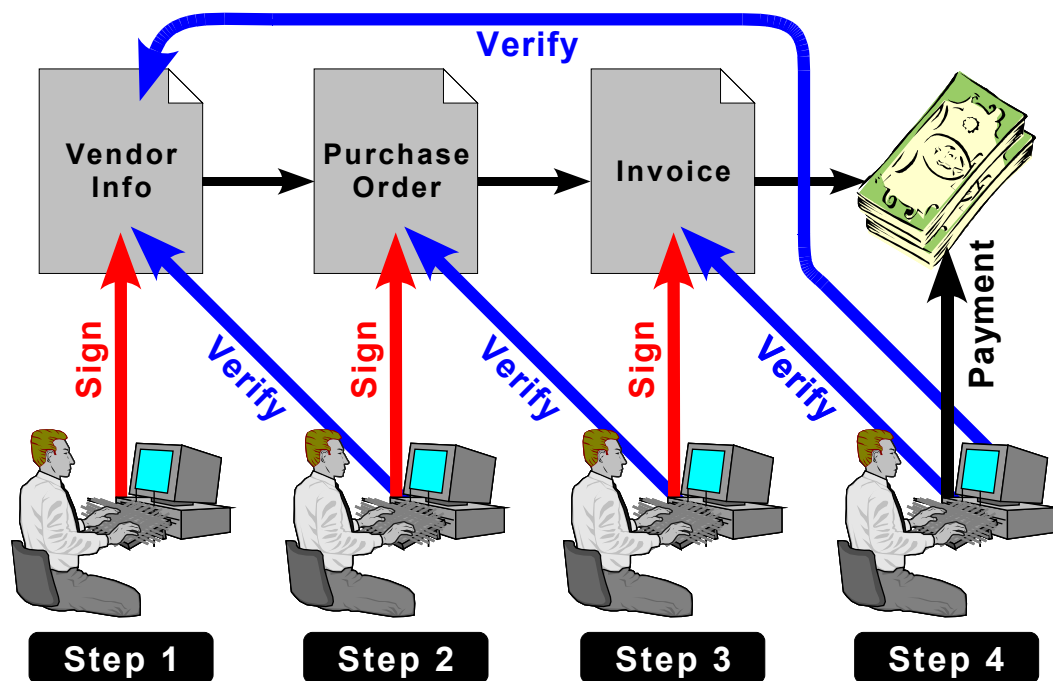 Verify
Vendor
Info
Purchase
Order
Invoice
Sign
Verify
Sign
Verify
Sign
Verify
Payment
Step 1
Step 2
Step 3
Step 4